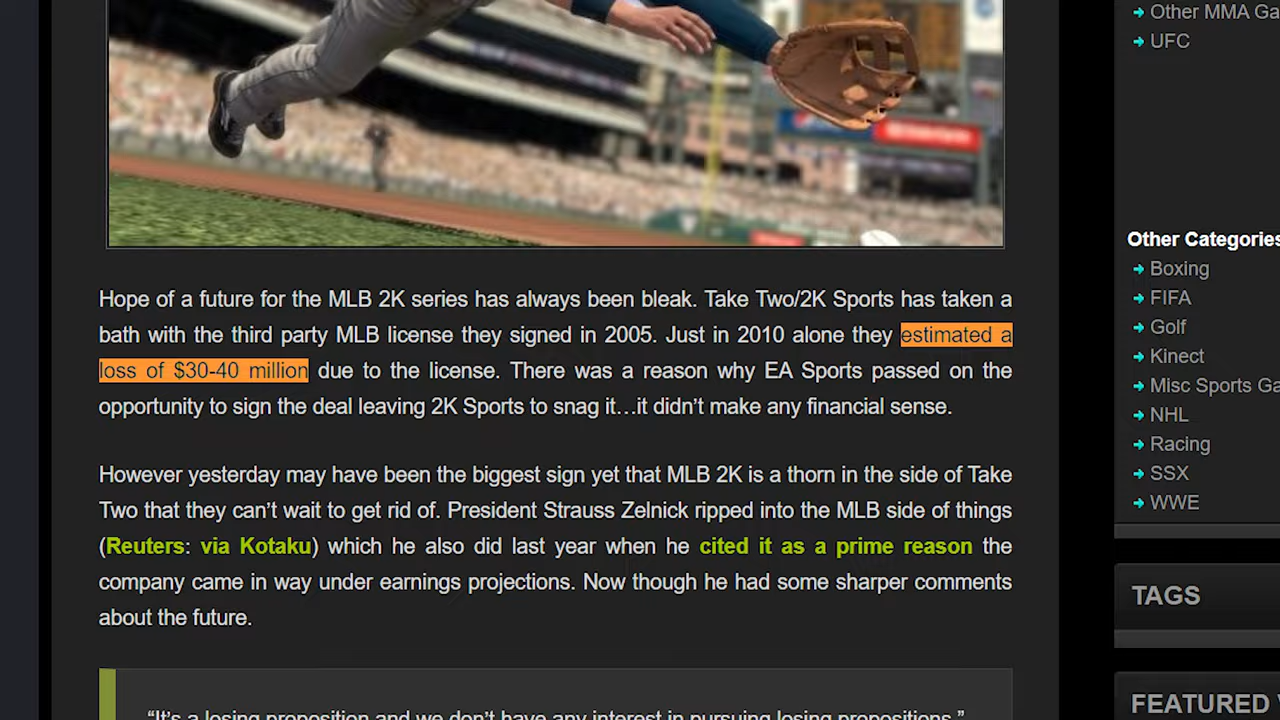 Other MMA Ga
UFC
Other Categories
Boxing
FIFA
Golf
Kinect
Misc Sports Ga
NHL
Racing
SSX
WWE
TAGS
FEATURED V
Hope of a future for the MLB 2K series has always been bleak. Take Two/2K Sports has taken a
bath with the third party MLB license they signed in 2005. Just in 2010 alone they estimated a
loss of $30-40 million due to the license. There was a reason why EA Sports passed on the
opportunity to sign the deal leaving 2K Sports to snag it…it didn’t make any financial sense.
However yesterday may have been the biggest sign yet that MLB 2K is a thorn in the side of Take
Two that they can’t wait to get rid of. President Strauss Zelnick ripped into the MLB side of things
(Reuters: via Kotaku) which he also did last year when he cited it as a prime reason the
company came in way under earnings projections. Now though he had some sharper comments
about the future.
“It’s a losing proposition and we don’t have any interest in pursuing losing propositions.”